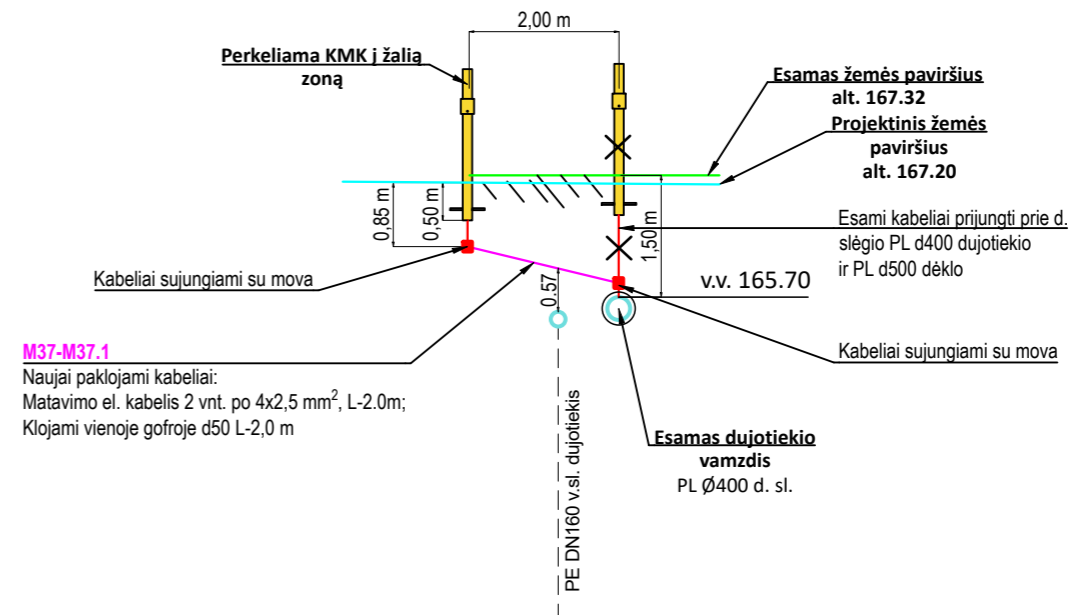 2,00 m
Perkeliama KMK į žalią
zoną
Esamas žemės paviršius
alt. 167.32
Projektinis žemės
paviršius
alt. 167.20
0,85 m
0,50 m
1,50 m
Esami kabeliai prijungti prie d.
slėgio PL d400 dujotiekio
ir PL d500 dėklo
Kabeliai sujungiami su mova
0.57
v.v. 165.70
M37-M37.1
Naujai paklojami kabeliai:
Matavimo el. kabelis 2 vnt. po 4x2,5 mm², L-2.0m;
Klojami vienoje gofroje d50 L-2,0 m
Kabeliai sujungiami su mova
PE DN160 v.sl. dujotiekis
Esamas dujotiekio
vamzdis
PL Ø400 d. sl.